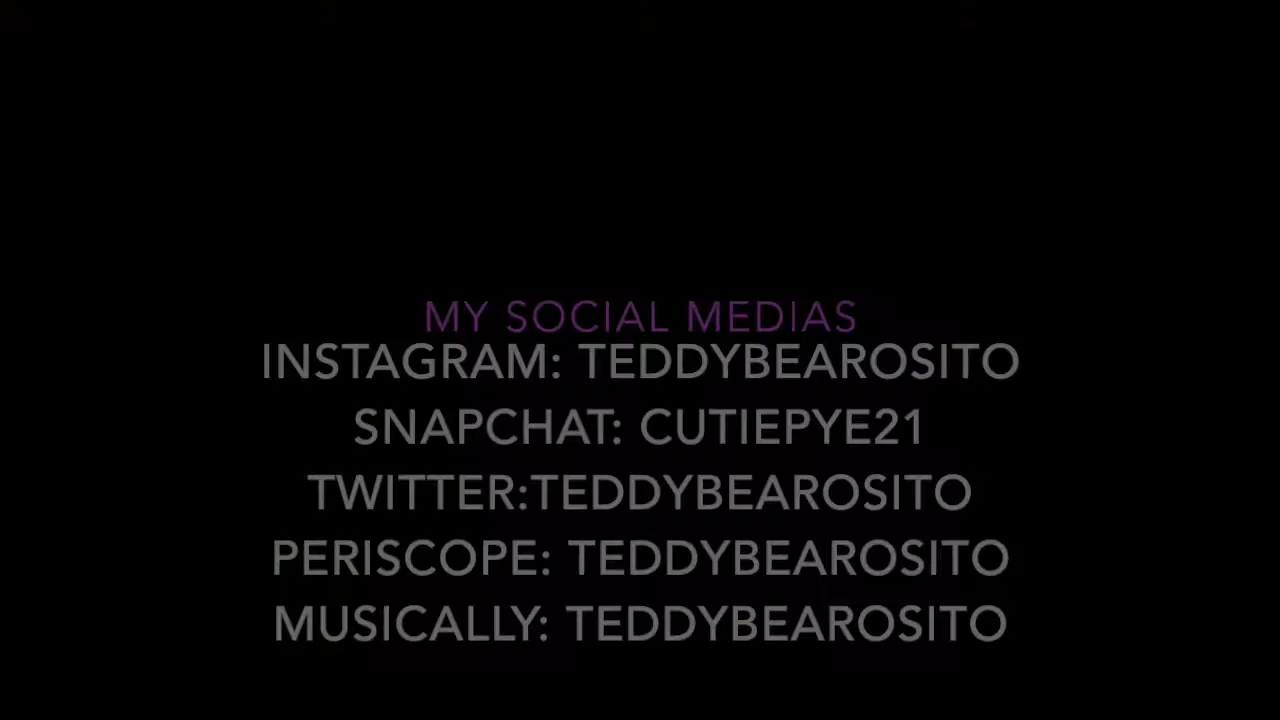 MY SOCIAL MEDIAS
INSTAGRAM: TEDDYBEAROSITO
SNAPCHAT: CUTIEPYE21
TWITTER:TEDDYBEAROSITO
PERISCOPE: TEDDYBEAROSITO
MUSICALLY: TEDDYBEAROSITO